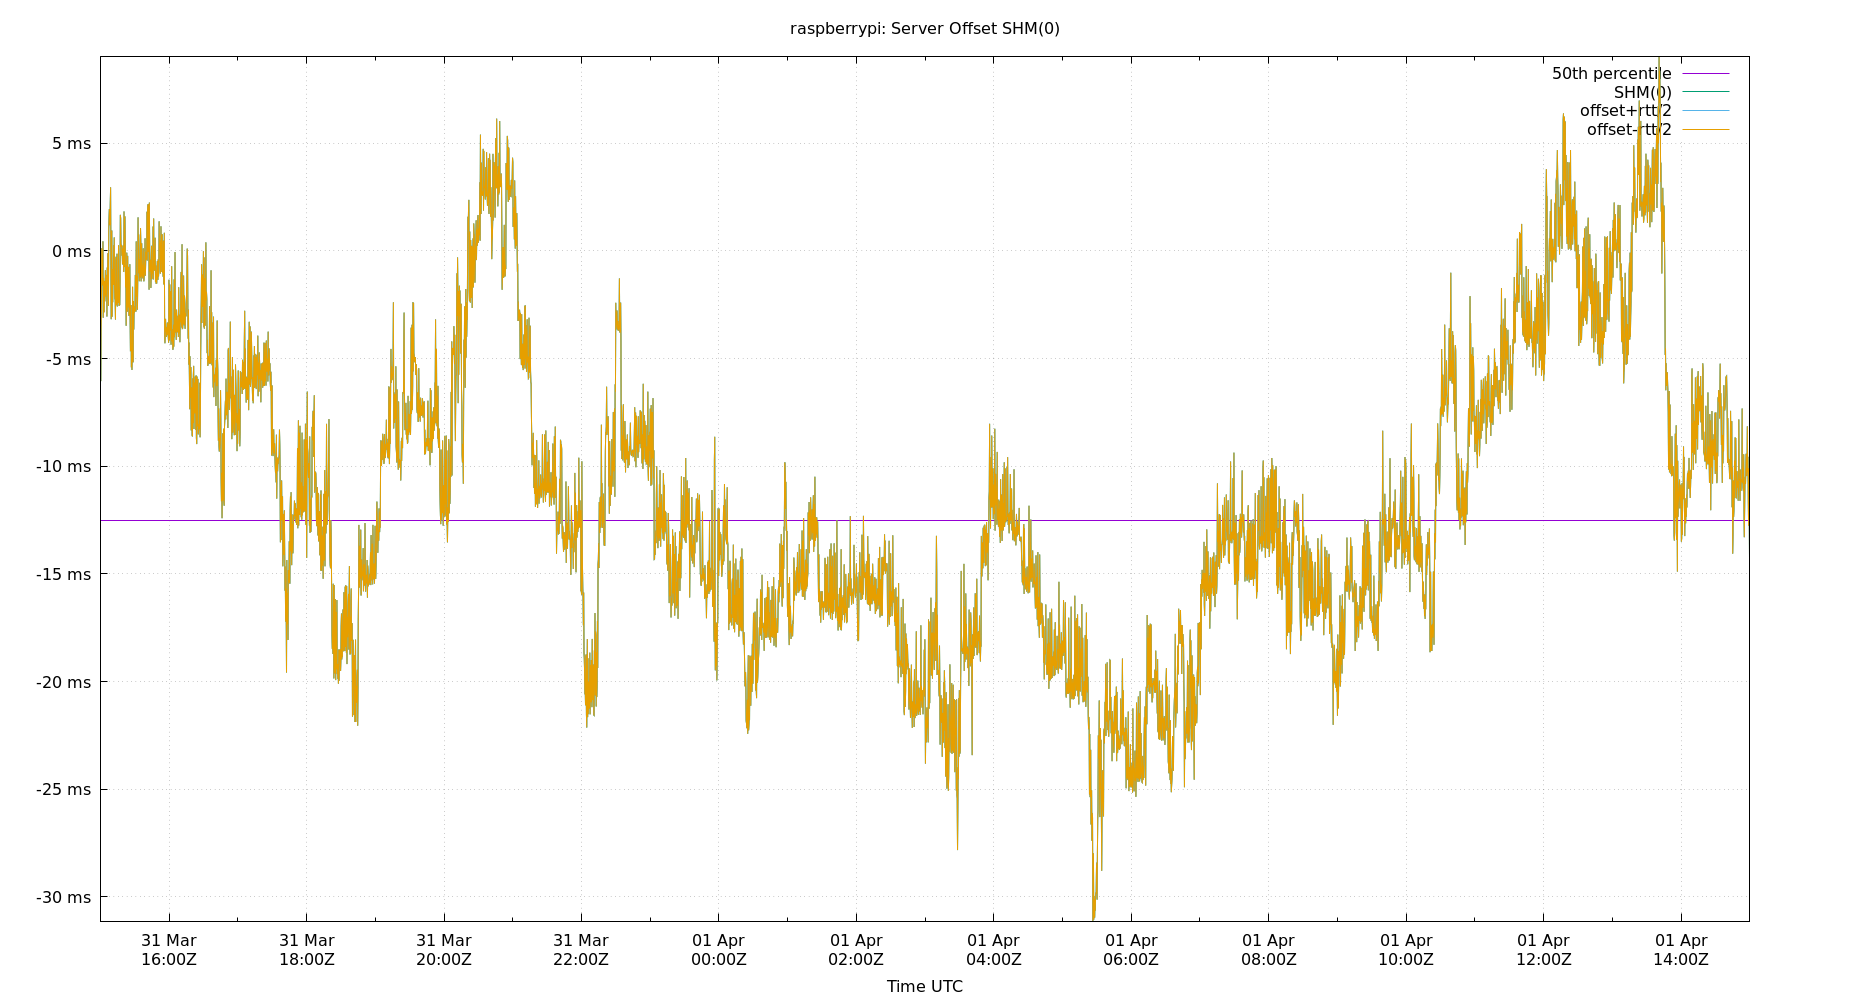 raspberrypi: Server Offset SHM(0)
50th percentile
SHM(0)
offset+rtt/2
offset-rtt/2
5 ms
0 ms
-5 ms
-10 ms
-15 ms
-20 ms
-25 ms
-30 ms
31 Mar 31 Mar 31 Mar 31 Mar 01 Apr 01 Apr 01 Apr 01 Apr 01 Apr 01 Apr 01 Apr 01 Apr
16:00Z 18:00Z 20:00Z 22:00Z 00:00Z 02:00Z 04:00Z 06:00Z 08:00Z 10:00Z 12:00Z 14:00Z
Time UTC